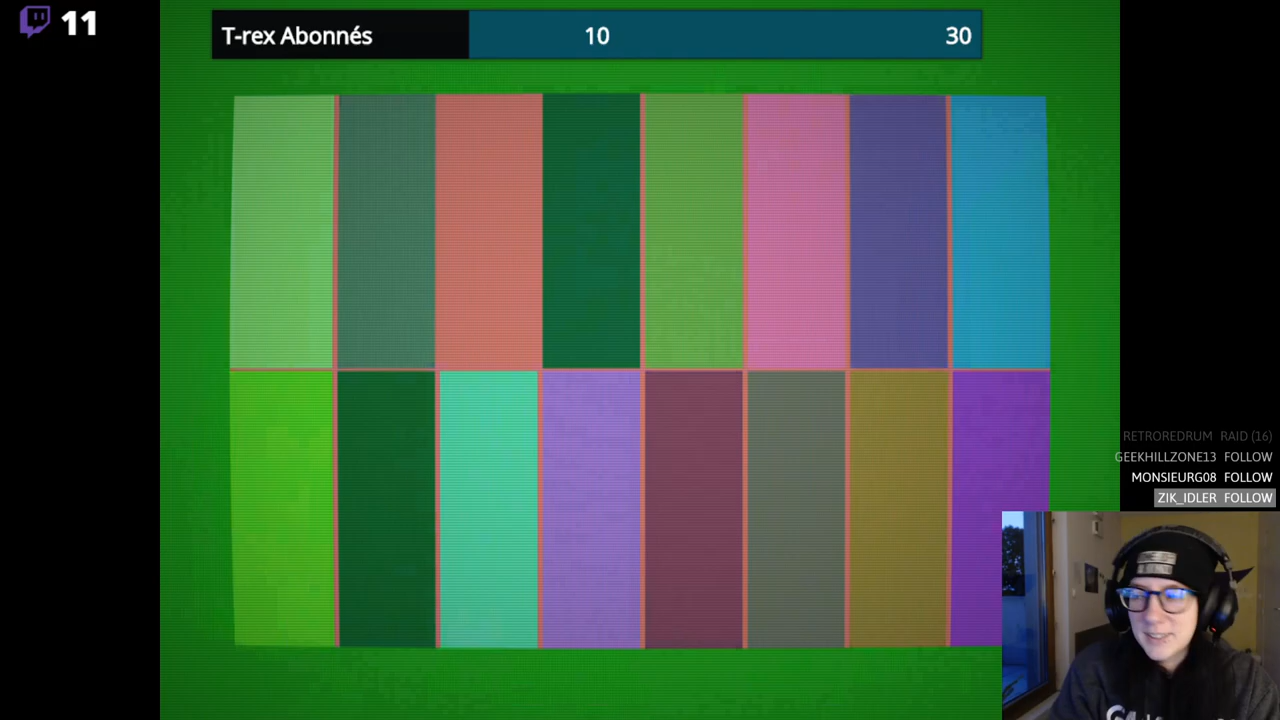 11
T-rex Abonnés 10 30
RETROREDRUM RAID (16)
GEEKHILLZONE13 FOLLOW
MONSIEURG08 FOLLOW
ZIK_IDLER FOLLOW